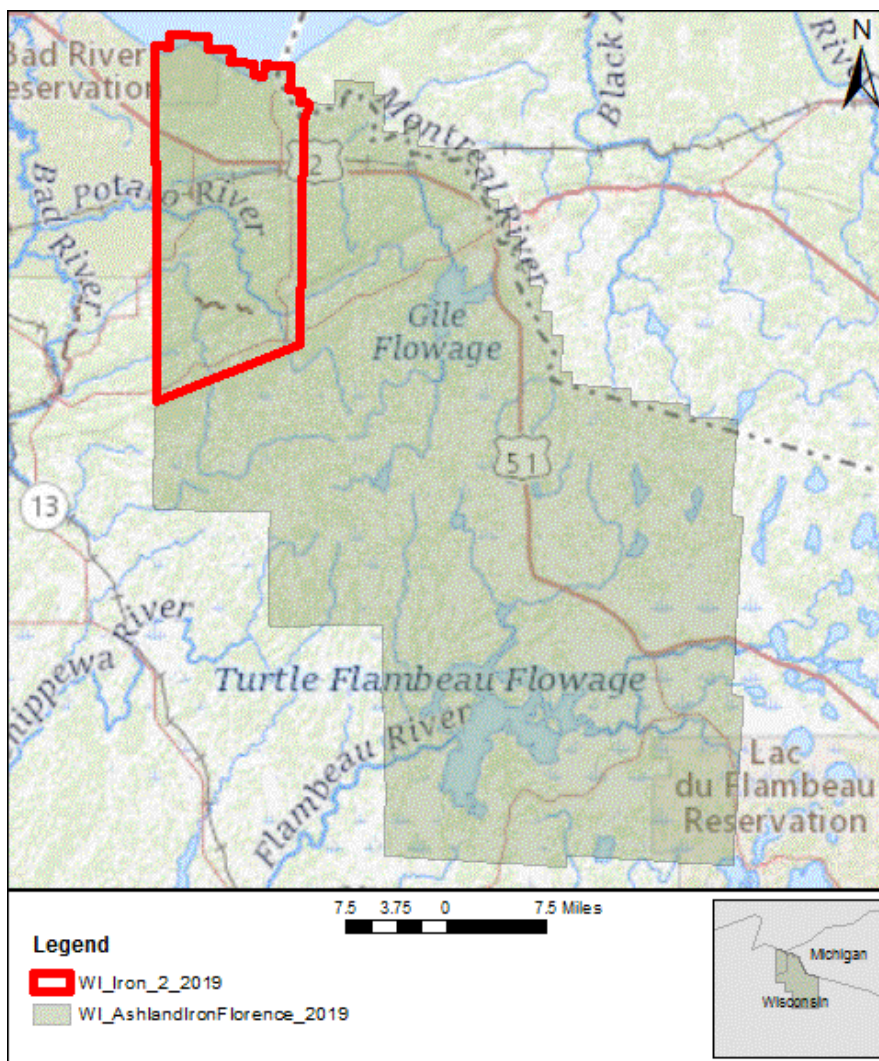 N
Bad River
eservation
Black
River
Montreal River
2
Potato River
Bad River
Gile
Flowage
51
13
hippewa River
Turtle Flambeau Flowage
Flambeau River
Lac
du Flambeau
Reservation
7.5 3.75 0 7.5 Miles
Legend
WI_Iron_2_2019
WI_AshlandIronFlorence_2019
Michigan
Wisconsin